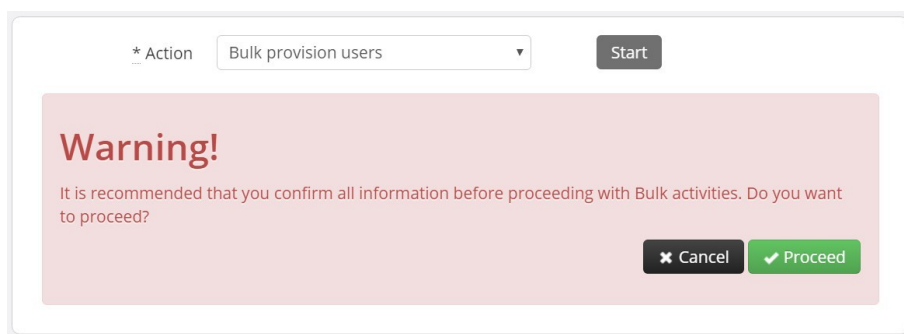 * Action Bulk provision users Start
Warning!
It is recommended that you confirm all information before proceeding with Bulk activities. Do you want
to proceed?
Cancel Proceed